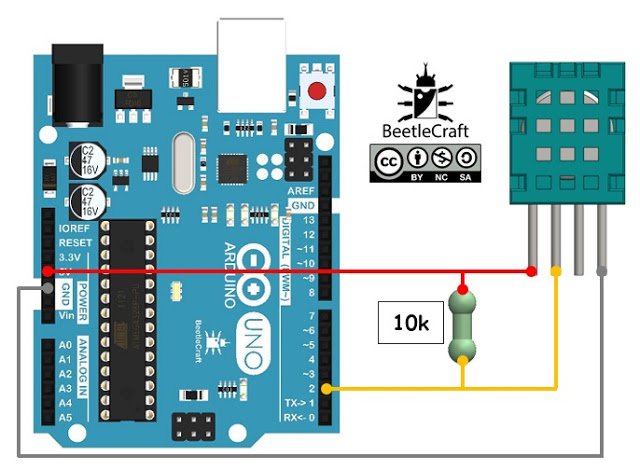 C2
47
16V
C2
47
16V
BeetleCraft
cc
BY NC SA
AREF
GND
13
12
~11
~10
~9
8
7
~6
~5
4
~3
2
TX-> 1
RX<- 0
DIGITAL (PWM~)
IOREF
RESET
3.3V
5V
GND
Vin
POWER
A0
A1
A2
A3
A4
A5
ANALOG IN
ARDUINO
UNO
BeetleCraft
10k